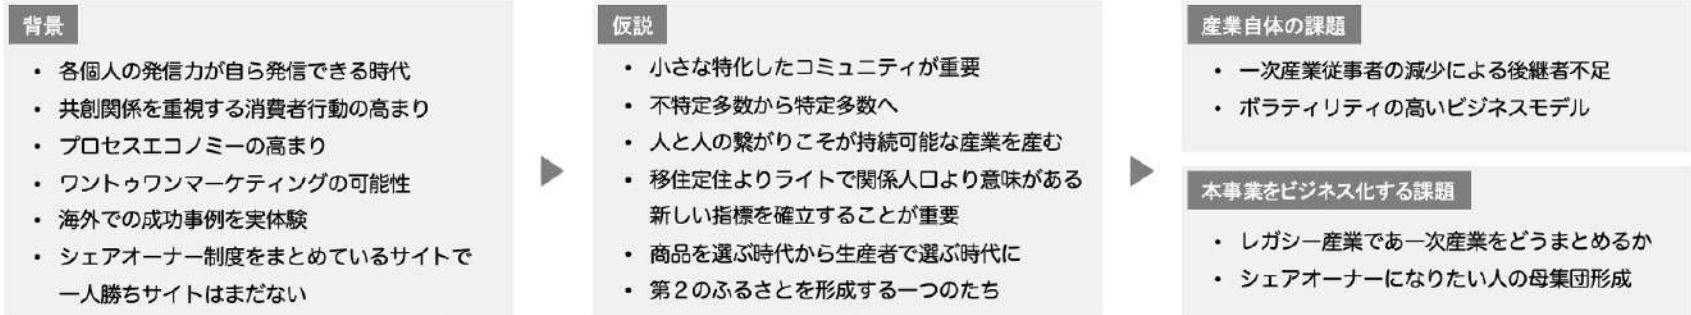 背景
・各個人の発信力が自ら発信できる時代
・共創関係を重視する消費者行動の高まり
・プロセスエコノミーの高まり
・ワントゥワンマーケティングの可能性
・海外での成功事例を実体験
・シェアオーナー制度をまとめているサイトで
一人勝ちサイトはまだない
仮説
・小さな特化したコミュニティが重要
・不特定多数から特定多数へ
・人と人の繋がりこそが持続可能な産業を産む
・移住定住よりライトで関係人口より意味がある
新しい指標を確立することが重要
・商品を選ぶ時代から生産者で選ぶ時代に
・第2のふるさとを形成する一つのたち
産業自体の課題
・一次産業従事者の減少による後継者不足
・ボラティリティの高いビジネスモデル
本事業をビジネス化する課題
・レガシー産業であ一次産業をどうまとめるか
・シェアオーナーになりたい人の母集団形成